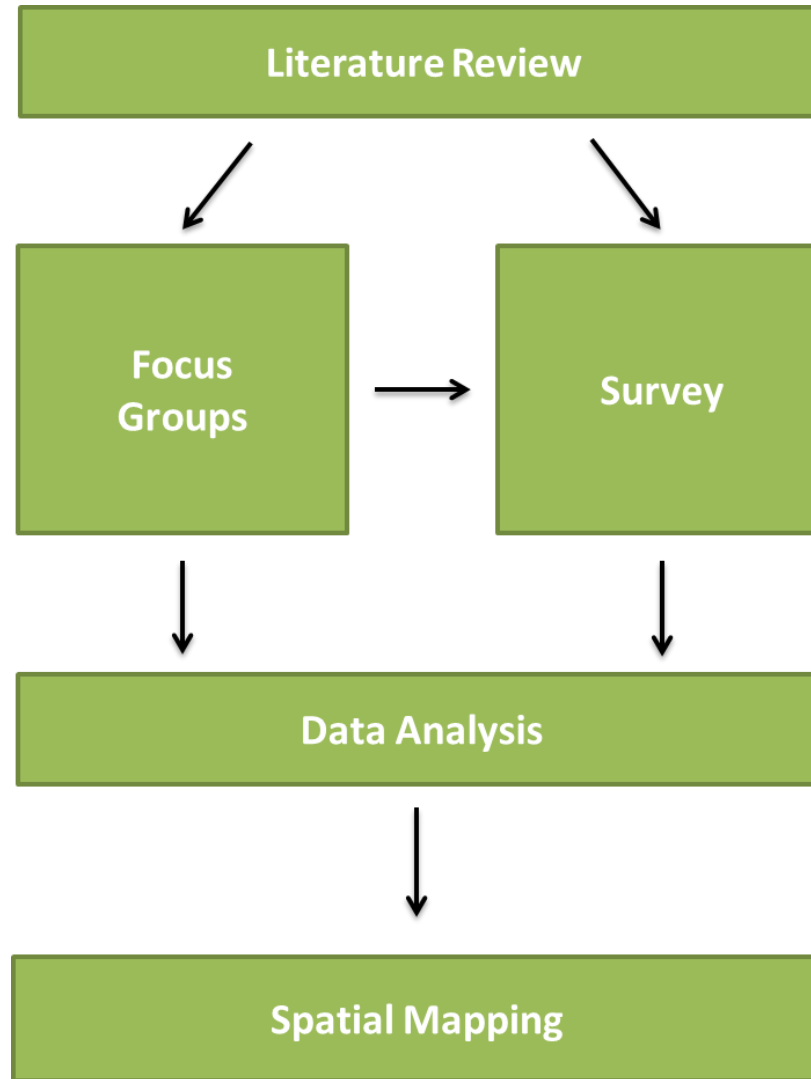 Literature Review
Focus
Groups
Survey
Data Analysis
Spatial Mapping